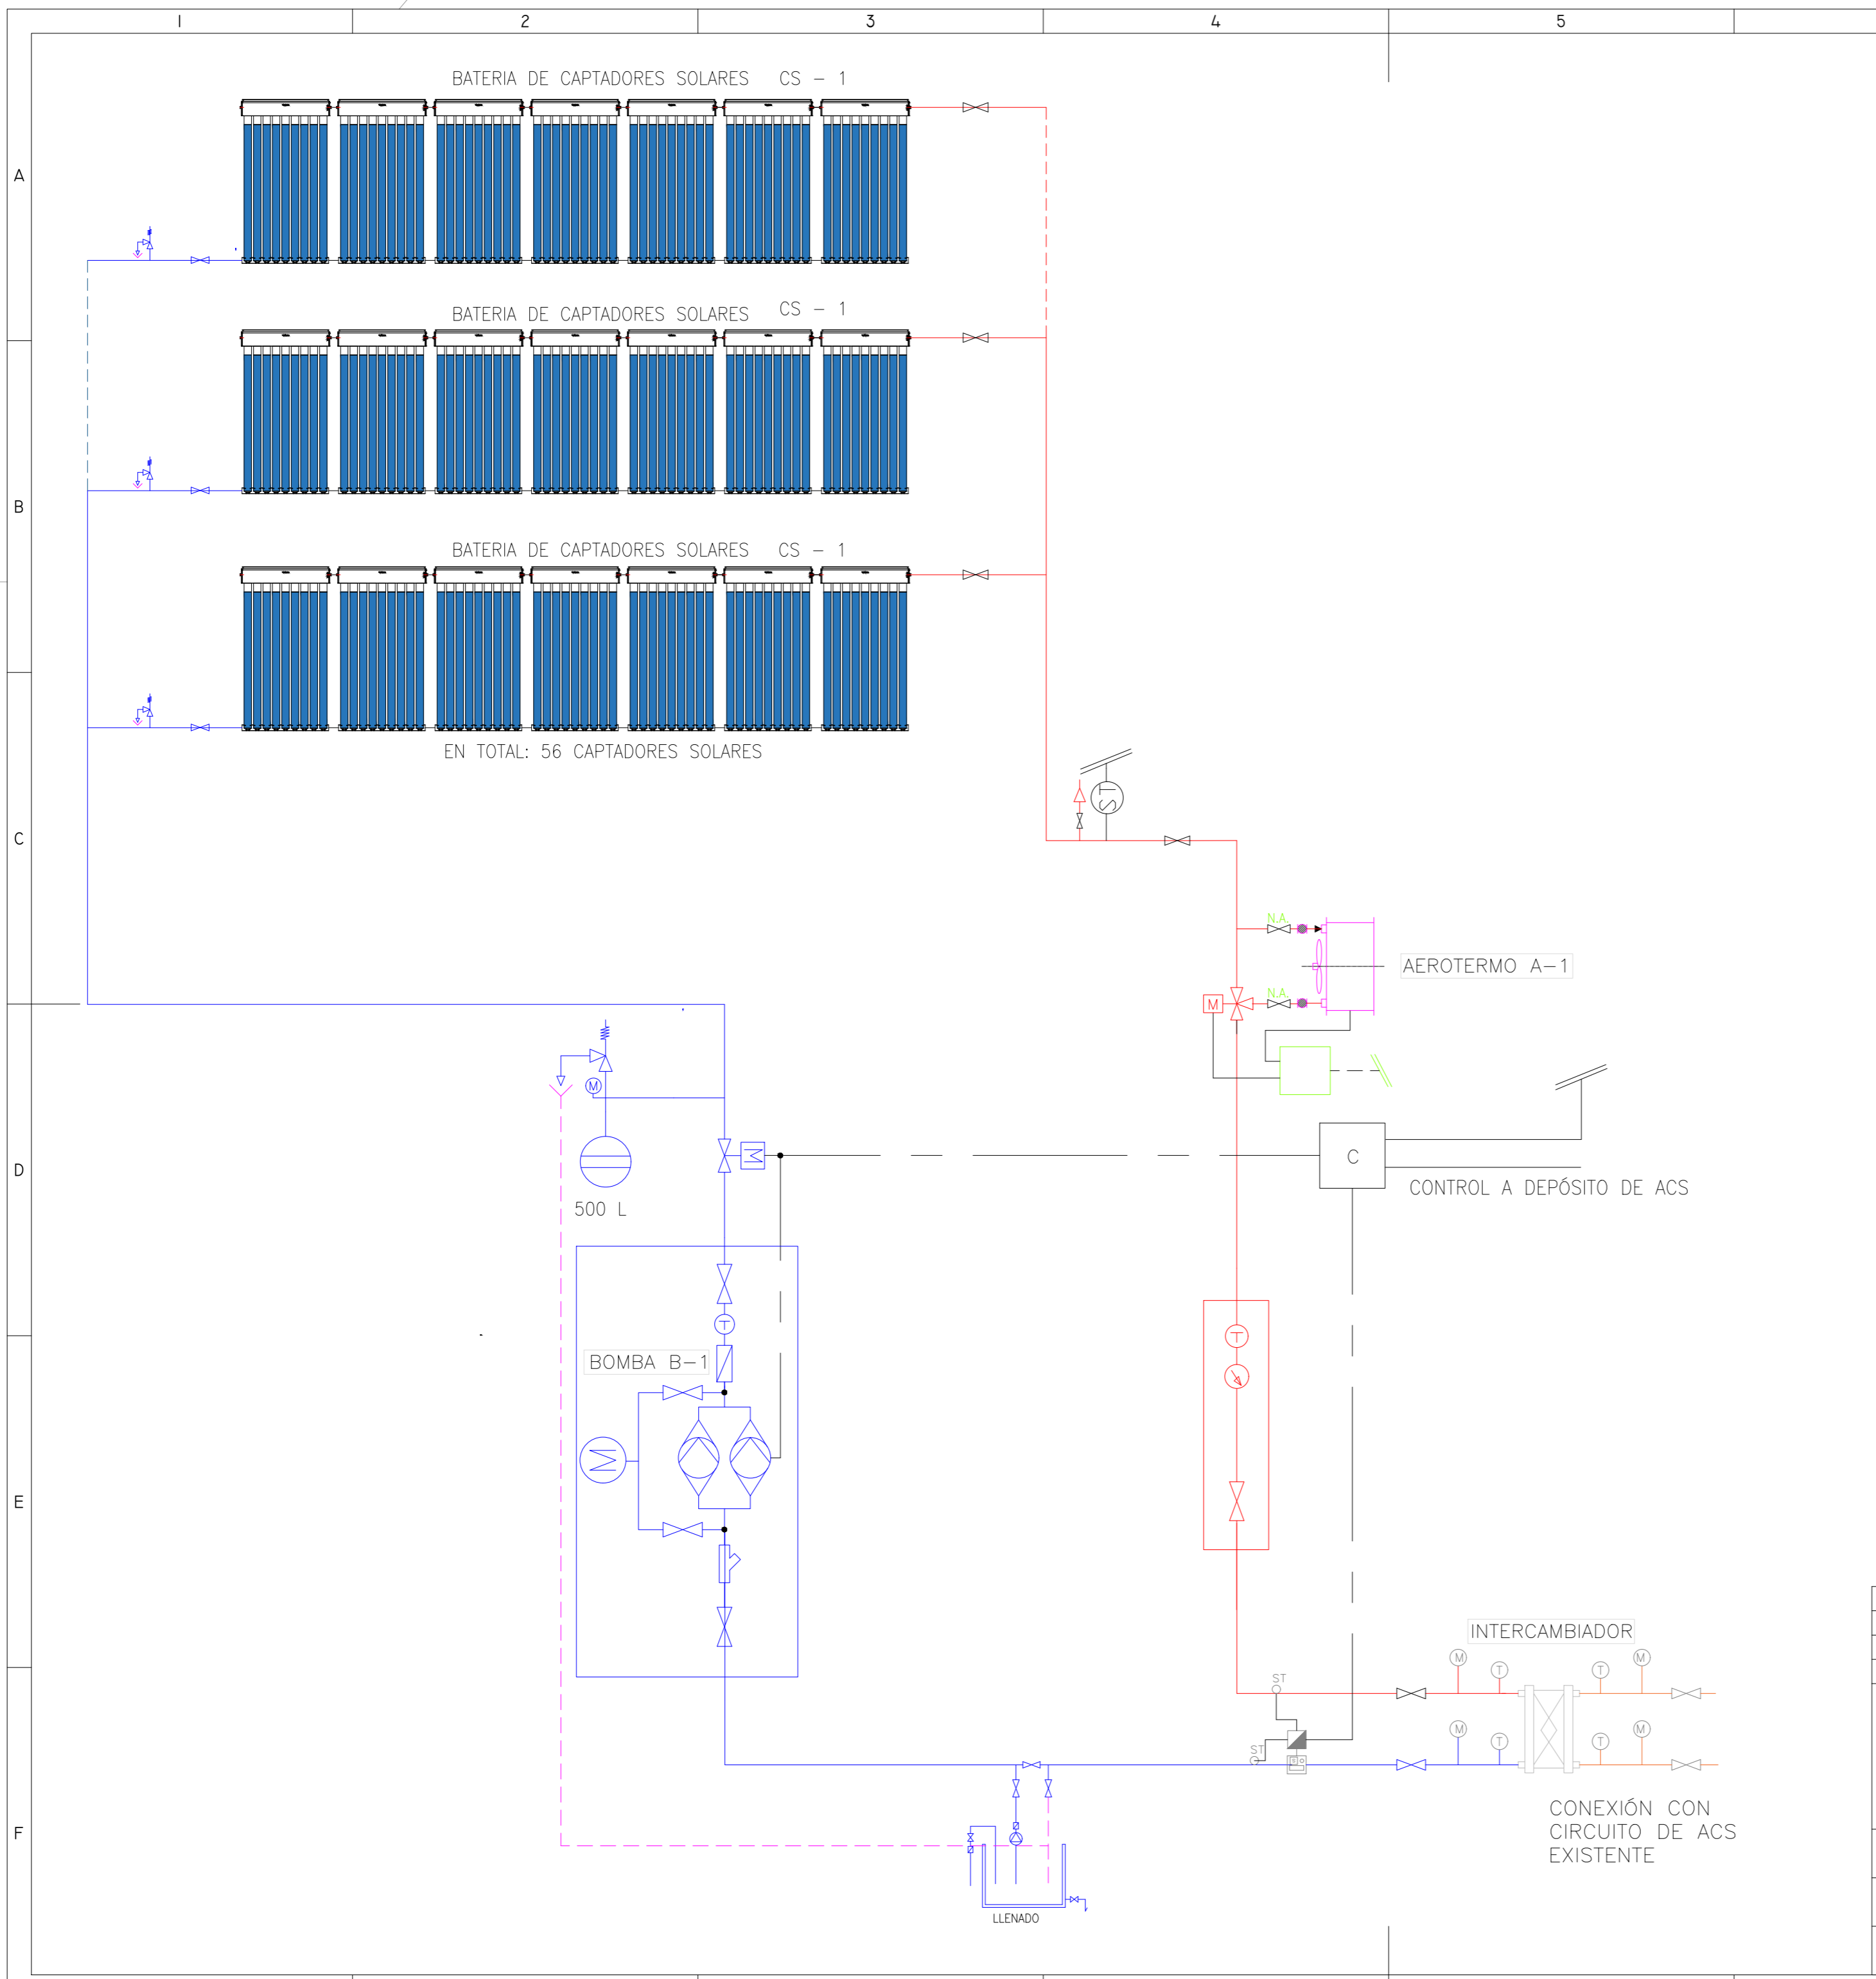 1 2 3 4 5
BATERIA DE CAPTADORES SOLARES CS - 1
A
BATERIA DE CAPTADORES SOLARES CS - 1
B
BATERIA DE CAPTADORES SOLARES CS - 1
EN TOTAL: 56 CAPTADORES SOLARES
ST
C
N.A.
AEROTERMO A-1
N.A.
M
M
M
C
D
CONTROL A DEPÓSITO DE ACS
500 L
T
T
BOMBA B-1
M
E
INTERCAMBIADOR
M T T M
ST
M T T M
ST
CONEXIÓN CON
CIRCUITO DE ACS
EXISTENTE
F
LLENADO